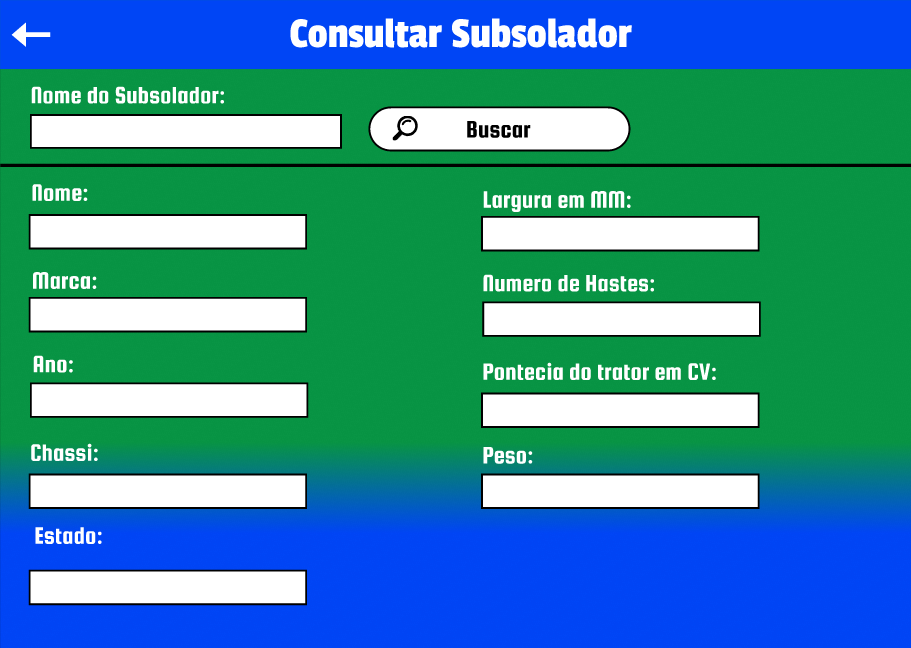 Consultar Subsolador
Nome do Subsolador:
Buscar
Nome:
Largura em MM:
Marca:
Numero de Hastes:
Ano:
Pontecia do trator em CV:
Chassi:
Peso:
Estado: